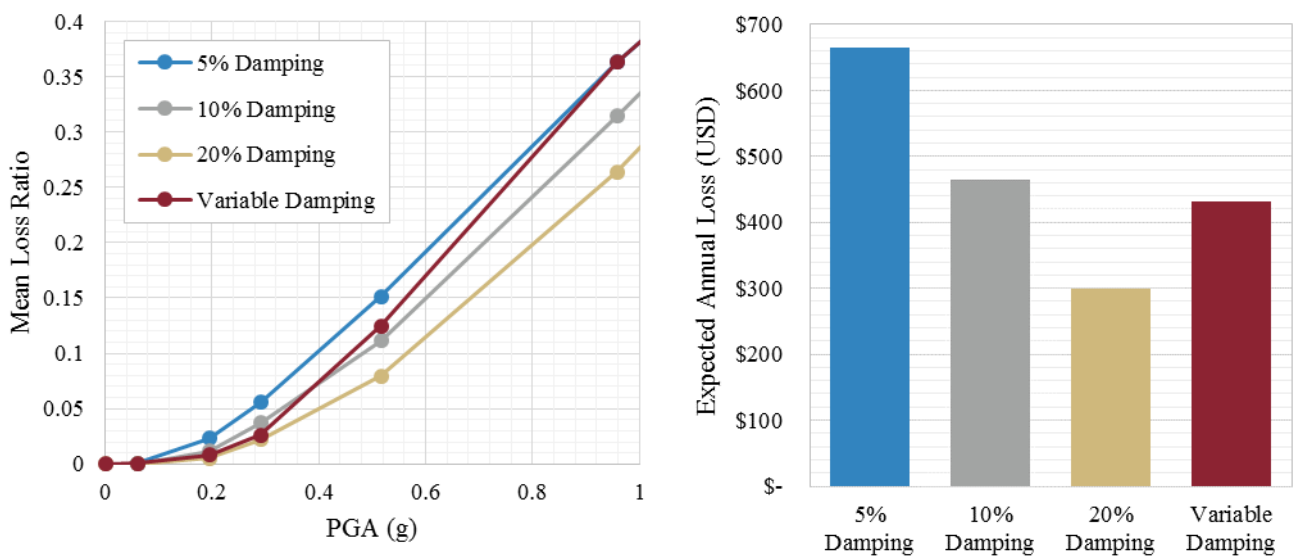 0.4
0.35
0.3
0.25
0.2
0.15
0.1
0.05
0
Mean Loss Ratio
5% Damping
10% Damping
20% Damping
Variable Damping
0 0.2 0.4 0.6 0.8 1
PGA (g)
$700
$600
$500
$400
$300
$200
$100
$-
Expected Annual Loss (USD)
5% 10% 20% Variable
Damping Damping Damping Damping